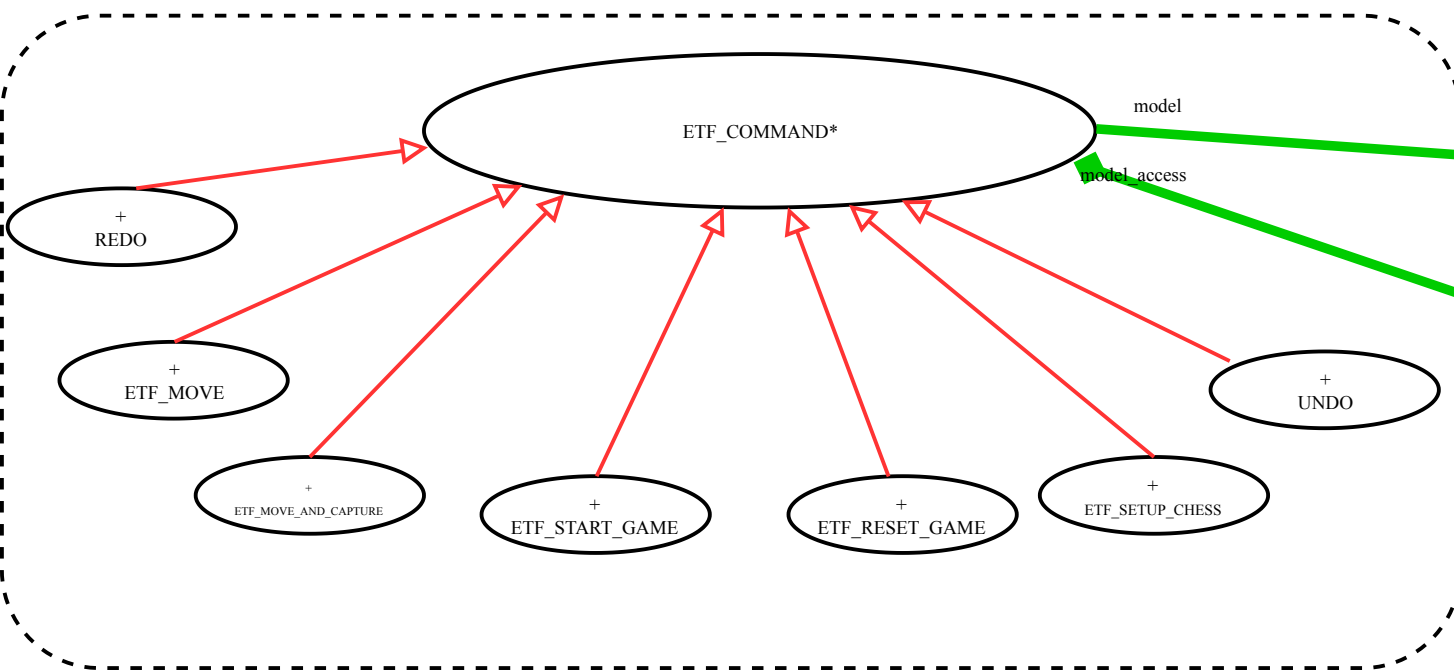 model
ETF_COMMAND*
model_access
+
REDO
+
ETF_MOVE
+
UNDO
+
ETF_MOVE_AND_CAPTURE
+
ETF_START_GAME
+
ETF_RESET_GAME
+
ETF_SETUP_CHESS